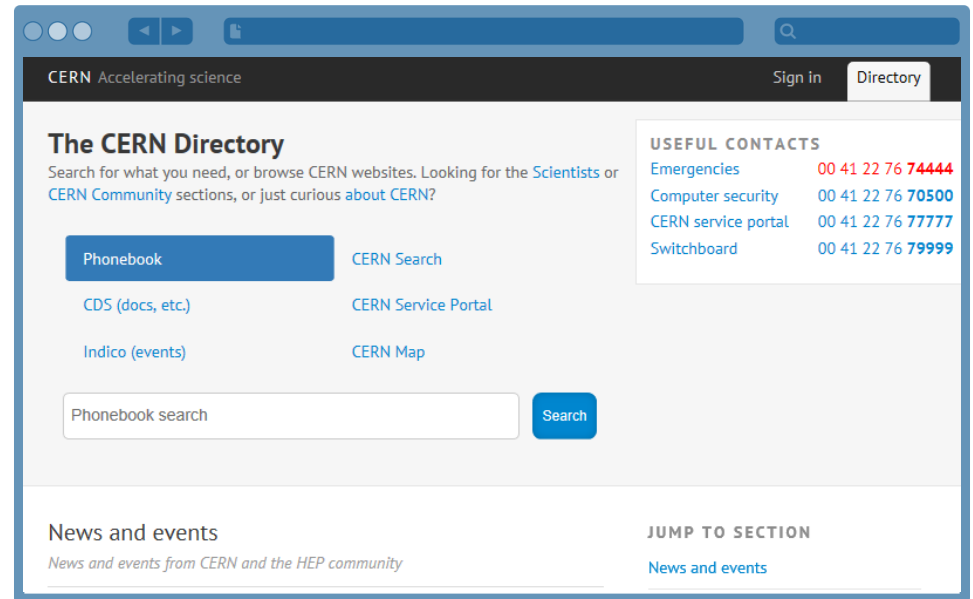 CERN Accelerating science
Sign in
Directory
The CERN Directory
Search for what you need, or browse CERN websites. Looking for the Scientists or
CERN Community sections, or just curious about CERN?
Phonebook
CERN Search
CDS (docs, etc.)
CERN Service Portal
Indico (events)
CERN Map
Phonebook search
Search
USEFUL CONTACTS
Emergencies 00 41 22 76 74444
Computer security 00 41 22 76 70500
CERN service portal 00 41 22 76 77777
Switchboard 00 41 22 76 79999
News and events
News and events from CERN and the HEP community
JUMP TO SECTION
News and events